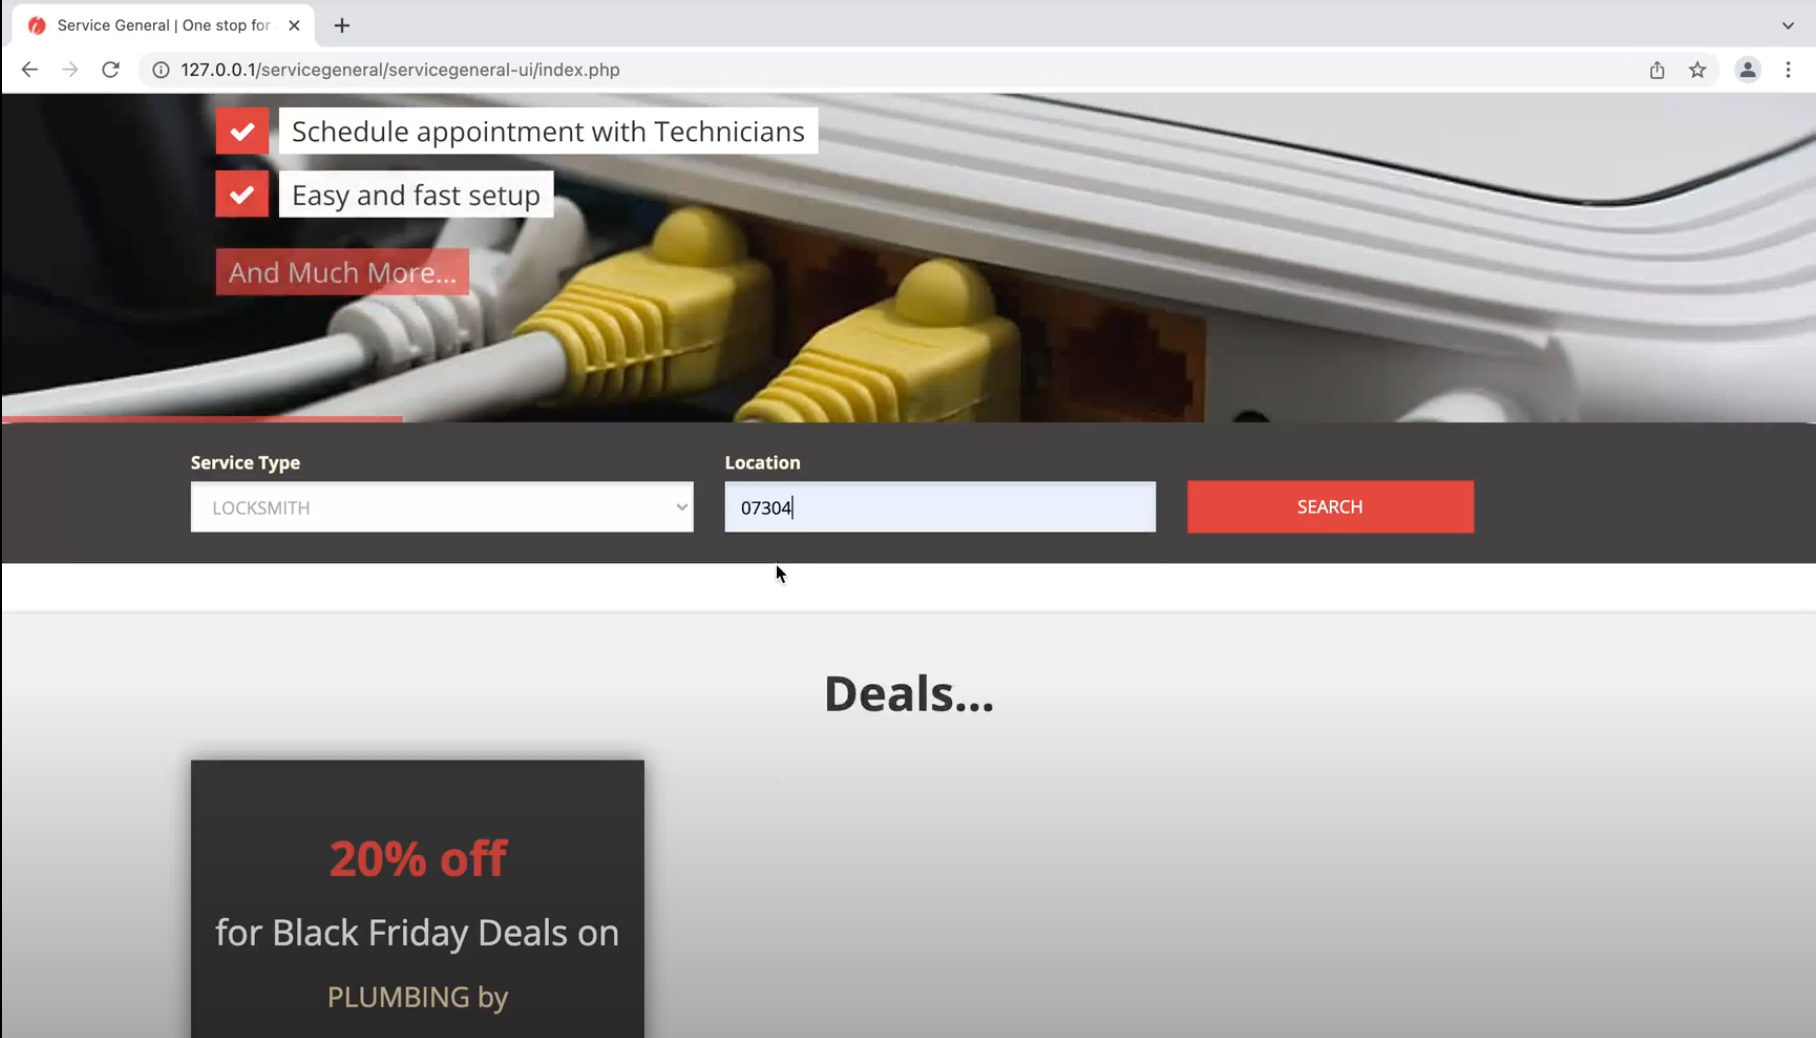 Service General | One stop for
127.0.0.1/servicegeneral/servicegeneral-ui/index.php
Schedule appointment with Technicians
Easy and fast setup
And Much More...
Service Type
Location
LOCKSMITH
07304
SEARCH
Deals...
20% off
for Black Friday Deals on
PLUMBING by